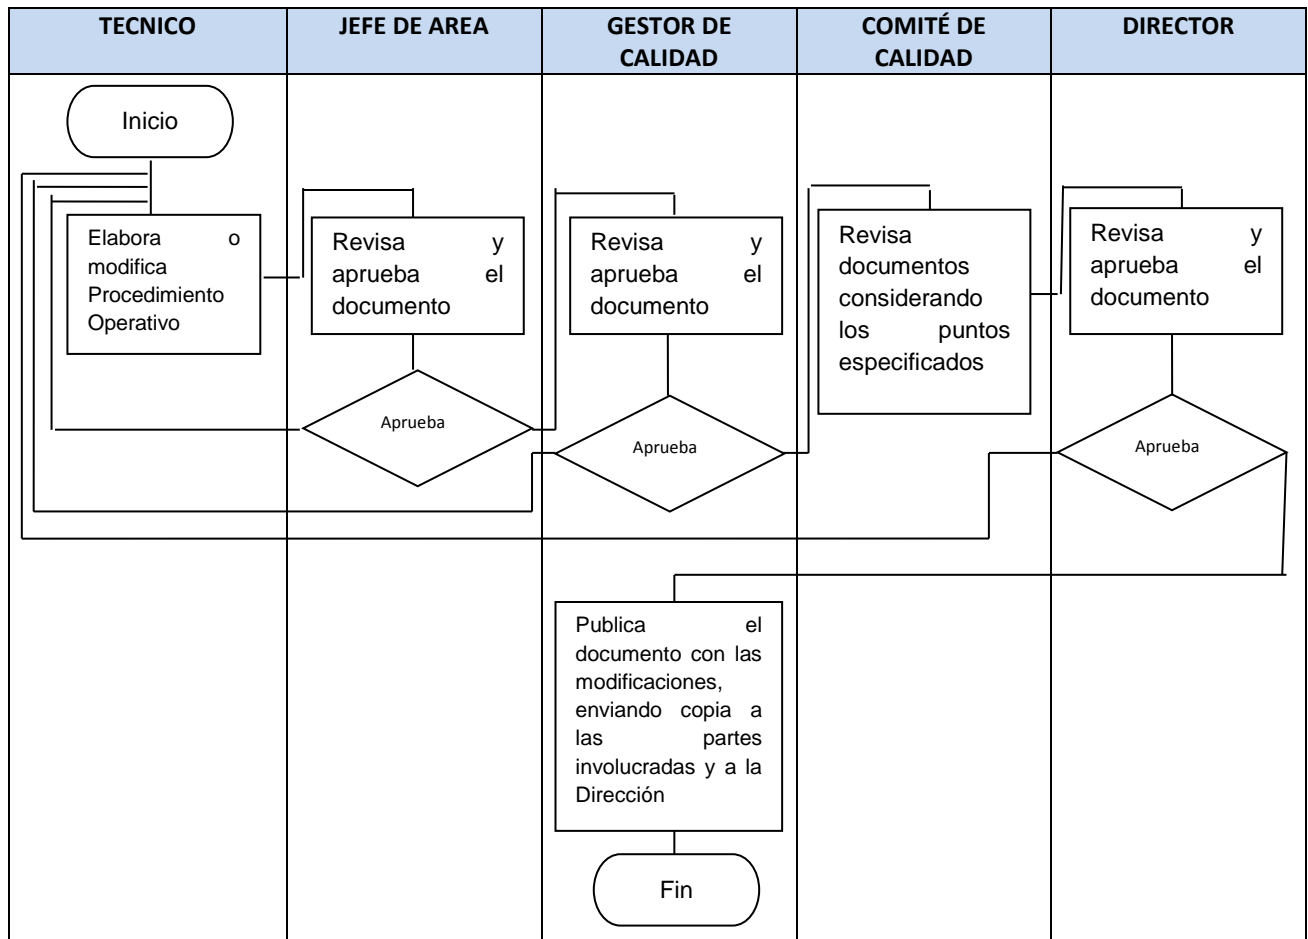 TECNICO
JEFE DE AREA
GESTOR DE
CALIDAD
COMITÉ DE
CALIDAD
DIRECTOR
Inicio
Elabora o
modifica
Procedimiento
Operativo
Revisa y
aprueba el
documento
Aprueba
Revisa y
aprueba el
documento
Aprueba
Revisa
documentos
considerando
los puntos
especificados
Revisa y
aprueba el
documento
Aprueba
Publica el
documento con las
modificaciones,
enviando copia a
las partes
involucradas y a la
Dirección
Fin